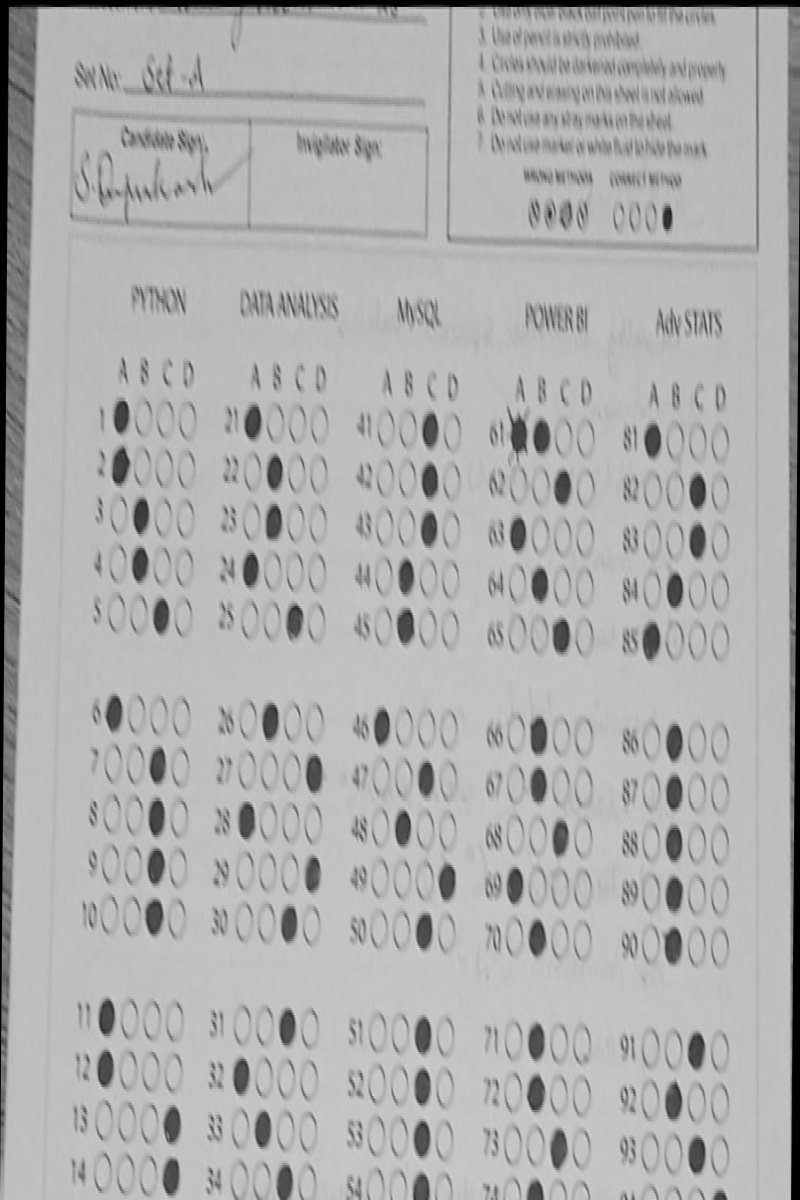 2. Use only blue/black ball point pen to fill the circles.
3. Use of pencil is strictly prohibited.
4. Circles should be darkened completely and properly.
5. Cutting and erasing on this sheet is not allowed.
6. Do not use any stray marks on the sheet.
7. Do not use marker or white fluid to hide the mark.
WRONG METHODS CORRECT METHOD
Set No: Set -A
Candidate Sign: Invigilator Sign:
PYTHON DATA ANALYSIS MySQL POWER BI Adv STATS
A B C D A B C D A B C D A B C D A B C D
1 21 41 61 81
2 22 42 62 82
3 23 43 63 83
4 24 44 64 84
5 25 45 65 85
6 26 46 66 86
7 27 47 67 87
8 28 48 68 88
9 29 49 69 89
10 30 50 70 90
11 31 51 71 91
12 32 52 72 92
13 33 53 73 93
14 34 54 74